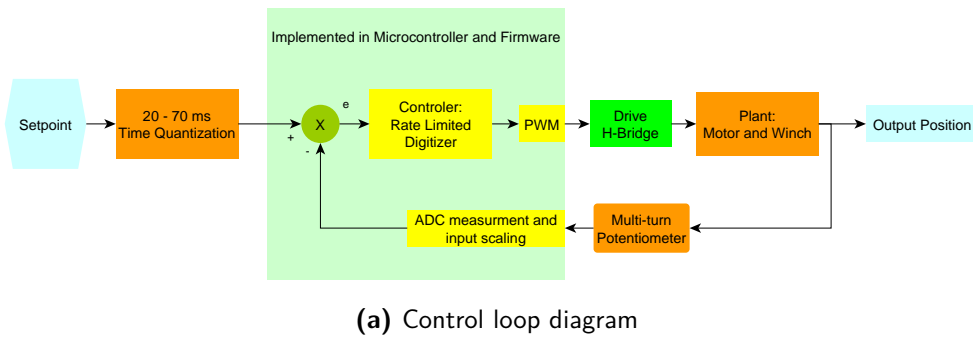 Implemented in Microcontroller and Firmware
Setpoint
20 - 70 ms
Time Quantization
+
-
X
e
Controler:
Rate Limited
Digitizer
PWM
Drive
H-Bridge
Plant:
Motor and Winch
Output Position
ADC measurment and
input scaling
Multi-turn
Potentiometer
(a) Control loop diagram